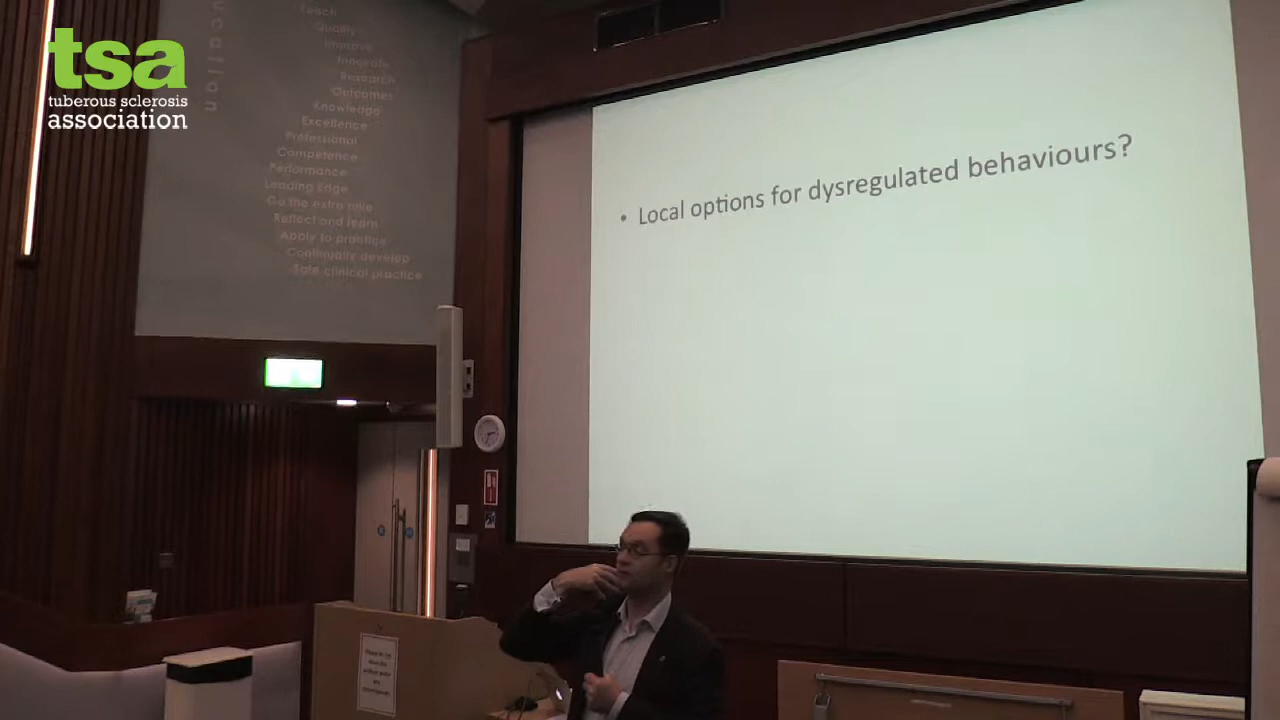 tsa
tuberous sclerosis
association
Teach
Quality
Improve
Innovate
Research
Outcomes
Knowledge
Excellence
Professional
Competence
Performance
Leading Edge
Go the extra mile
Reflect and learn
Apply to practice
Continually develop
Safe clinical practice
• Local options for dysregulated behaviours?